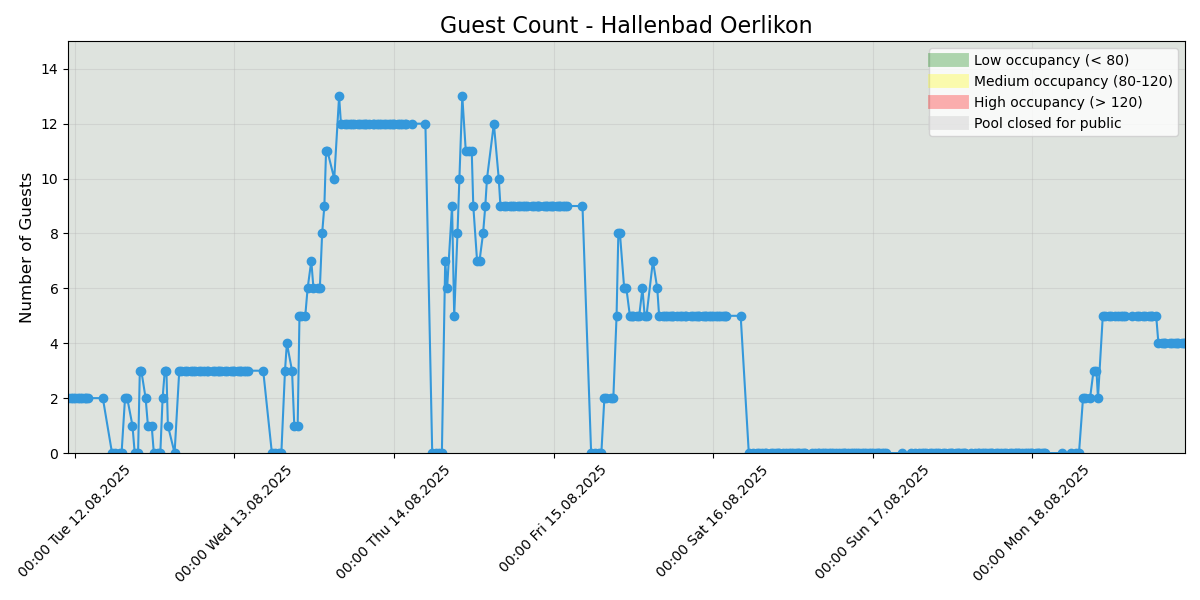 Guest Count - Hallenbad Oerlikon
Low occupancy (< 80)
Medium occupancy (80-120)
High occupancy (> 120)
Pool closed for public
Number of Guests
14
12
10
8
6
4
2
0
00:00 Tue 12.08.2025
00:00 Wed 13.08.2025
00:00 Thu 14.08.2025
00:00 Fri 15.08.2025
00:00 Sat 16.08.2025
00:00 Sun 17.08.2025
00:00 Mon 18.08.2025